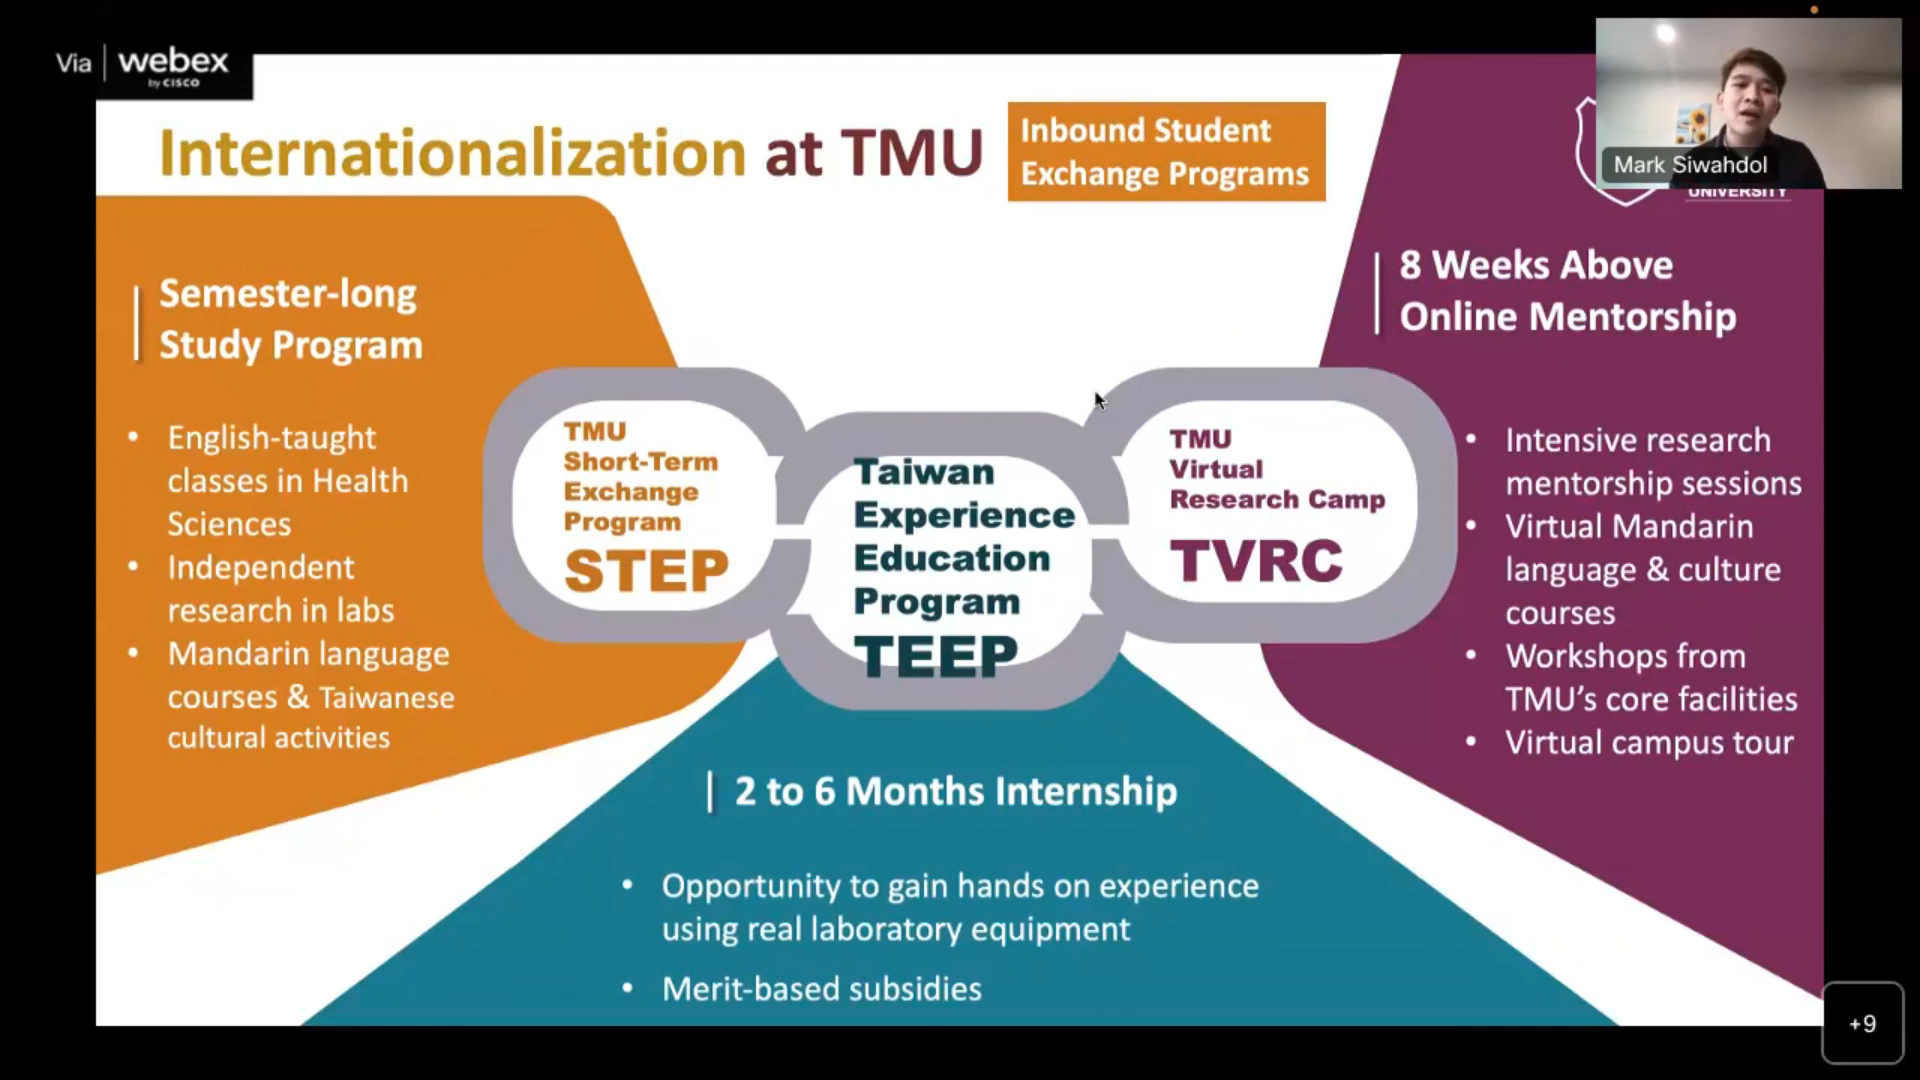 Via webex
by CISCO
Internationalization at TMU
Inbound Student
Exchange Programs
Mark Siwahdol
UNIVERSITY
Semester-long
Study Program
• English-taught
classes in Health
Sciences
• Independent
research in labs
• Mandarin language
courses & Taiwanese
cultural activities
TMU
Short-Term
Exchange
Program
STEP
Taiwan
Experience
Education
Program
TEEP
TMU
Virtual
Research Camp
TVRC
8 Weeks Above
Online Mentorship
• Intensive research
mentorship sessions
• Virtual Mandarin
language & culture
courses
• Workshops from
TMU’s core facilities
• Virtual campus tour
2 to 6 Months Internship
• Opportunity to gain hands on experience
using real laboratory equipment
• Merit-based subsidies
+9